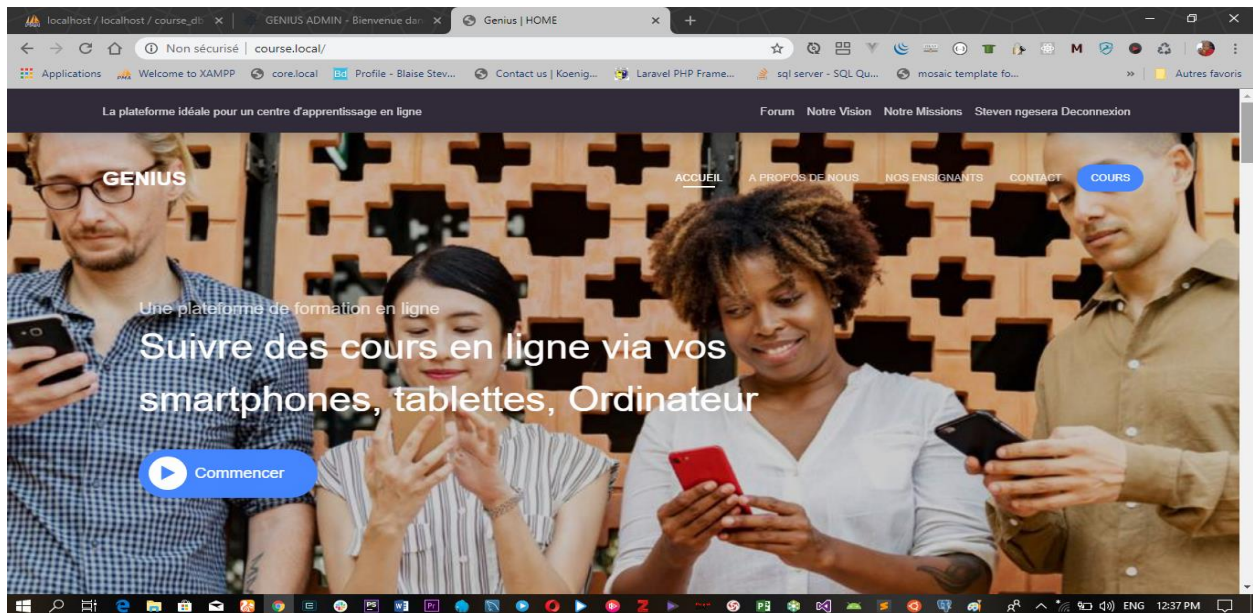 localhost / localhost / course_db
GENIUS ADMIN - Bienvenue dan
Genius | HOME
Non sécurisé | course.local/
Applications
Welcome to XAMPP
core.local
Profile - Blaise Stev...
Contact us | Koenig...
Laravel PHP Frame...
sql server - SQL Qu...
mosaic template fo...
»
Autres favoris
La plateforme idéale pour un centre d'apprentissage en ligne
Forum Notre Vision Notre Missions Steven ngesera Deconnexion
GENIUS
ACCUEIL A PROPOS DE NOUS NOS ENSIGNANTS CONTACT COURS
Une plateforme de formation en ligne
Suivre des cours en ligne via vos
smartphones, tablettes, Ordinateur
Commencer
ENG 12:37 PM